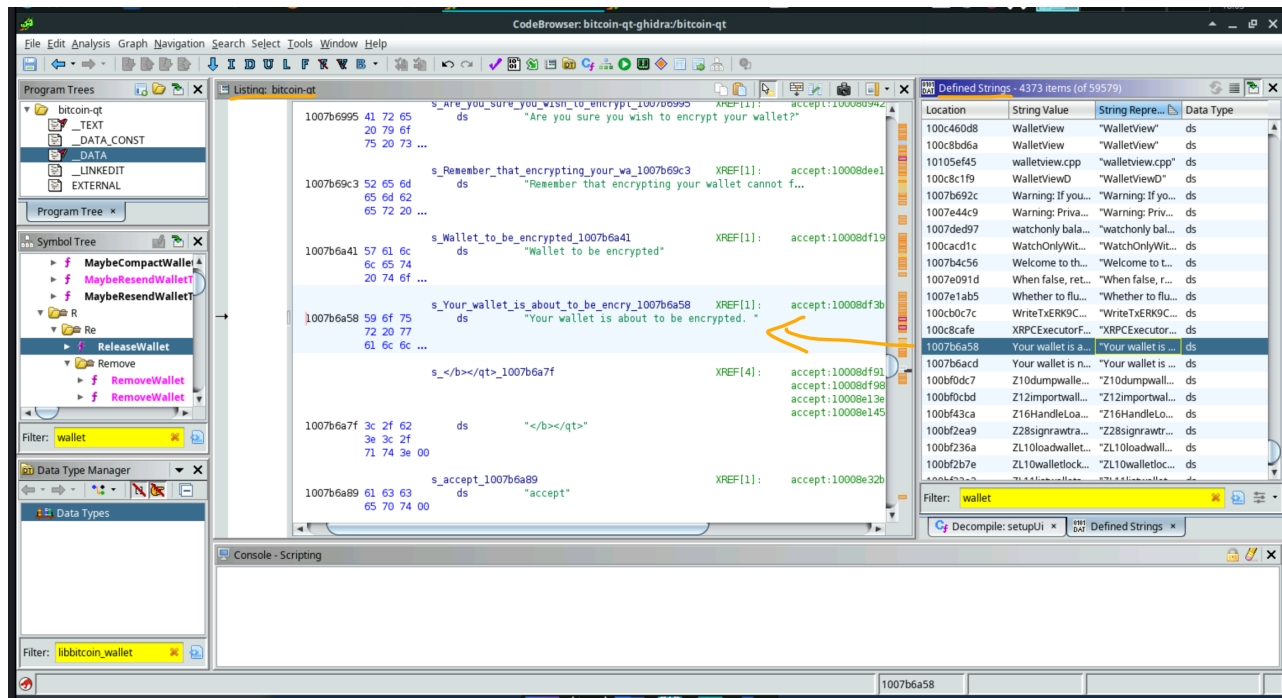 CodeBrowser: bitcoin-qt-ghidra:/bitcoin-qt
File Edit Analysis Graph Navigation Search Select Tools Window Help
Program Trees
bitcoin-qt
__TEXT
__DATA_CONST
__DATA
__LINKEDIT
EXTERNAL
Program Tree ×
Symbol Tree
f MaybeCompactWalle
f MaybeResendWalletT
f MaybeResendWalletT
R
Re
f ReleaseWallet
Remove
f RemoveWallet
f RemoveWallet
Filter: wallet
Data Type Manager
Data Types
Filter: libbitcoin_wallet
Listing: bitcoin-qt
s_Are_you_sure_you_wish_to_encrypt_1007b6995 XREF[1]: accept:10008d942
1007b6995 41 72 65 ds "Are you sure you wish to encrypt your wallet?"
20 79 6f
75 20 73 ...
s_Remember_that_encrypting_your_wa_1007b69c3 XREF[1]: accept:10008dee1
1007b69c3 52 65 6d ds "Remember that encrypting your wallet cannot f...
65 6d 62
65 72 20 ...
s_Wallet_to_be_encrypted_1007b6a41 XREF[1]: accept:10008df19
1007b6a41 57 61 6c ds "Wallet to be encrypted"
6c 65 74
20 74 6f ...
s_Your_wallet_is_about_to_be_encry_1007b6a58 XREF[1]: accept:10008df3b
1007b6a58 59 6f 75 ds "Your wallet is about to be encrypted. "
72 20 77
61 6c 6c ...
s_</b></qt>_1007b6a7f XREF[4]: accept:10008df91
accept:10008df98
accept:10008e13e
accept:10008e145
1007b6a7f 3c 2f 62 ds "</b></qt>"
3e 3c 2f
71 74 3e 00
s_accept_1007b6a89 XREF[1]: accept:10008e32b
1007b6a89 61 63 63 ds "accept"
65 70 74 00
Defined Strings - 4373 items (of 59579)
Location String Value String Repre... Data Type
100c460d8 WalletView "WalletView" ds
100c8bd6a WalletView "WalletView" ds
10105ef45 walletview.cpp "walletview.cpp" ds
100c8c1f9 WalletViewD "WalletViewD" ds
1007b692c Warning: If you... "Warning: If yo... ds
1007e44c9 Warning: Priva... "Warning: Priv... ds
1007ded97 watchonly bala... "watchonly bal... ds
100cacd1c WatchOnlyWit... "WatchOnlyWit... ds
1007b4c56 Welcome to th... "Welcome to t... ds
1007e091d When false, ret... "When false, r... ds
1007e1ab5 Whether to flu... "Whether to flu... ds
100cb0c7c WriteTxERK9C... "WriteTxERK9C... ds
100c8cafe XRPCExecutorF... "XRPCExecutor... ds
1007b6a58 Your wallet is a... "Your wallet is ... ds
1007b6acd Your wallet is n... "Your wallet is ... ds
100bf0dc7 Z10dumpwalle... "Z10dumpwall... ds
100bf0cbd Z12importwall... "Z12importwal... ds
100bf43ca Z16HandleLoa... "Z16HandleLo... ds
100bf2ea9 Z28signrawtra... "Z28signrawtr... ds
100bf236a ZL10loadwallet... "ZL10loadwall... ds
100bf2b7e ZL10walletlock... "ZL10walletloc... ds
Filter: wallet
Decompile: setupUi × Defined Strings ×
Console - Scripting
1007b6a58